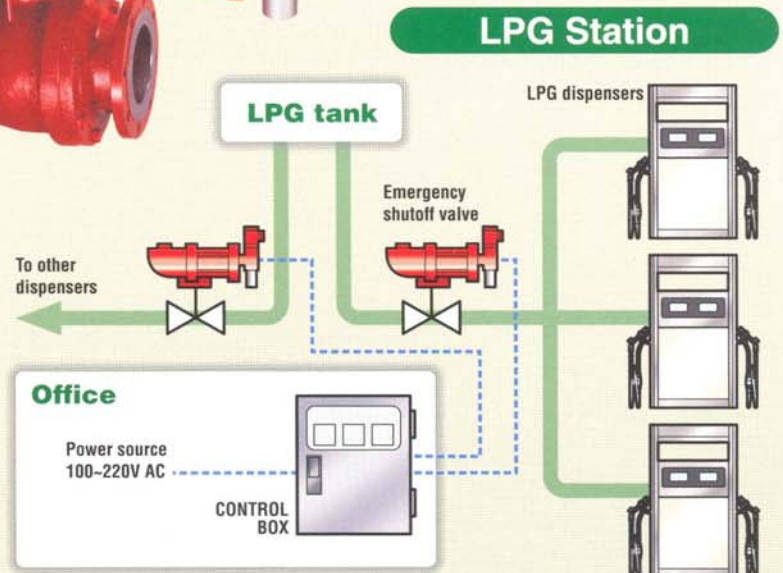 LPG Station
LPG tank
LPG dispensers
Emergency
shutoff valve
To other
dispensers
Office
Power source
100~220V AC
CONTROL
BOX